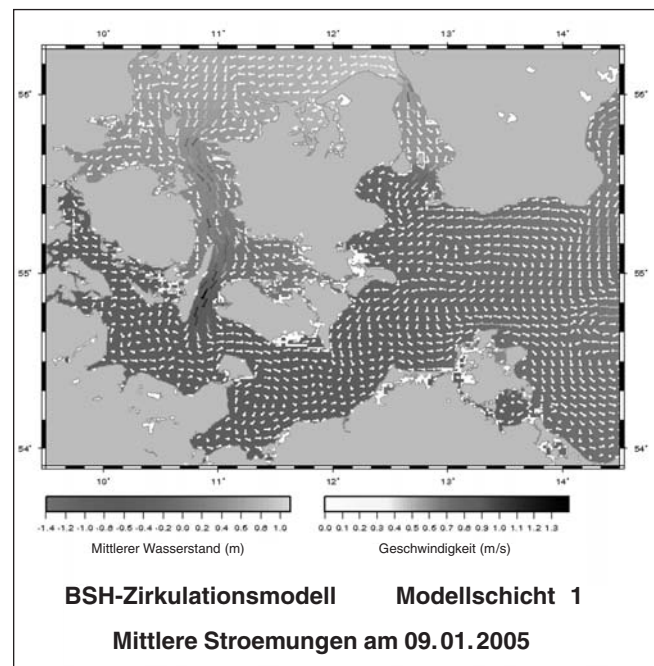 10° 11° 12° 13° 14°
56° 56°
55° 55°
54° 54°
10° 11° 12° 13° 14°
-1.4 -1.2 -1.0 -0.8 -0.6 -0.4 -0.2 0.0 0.2 0.4 0.6 0.8 1.0
0.0 0.1 0.2 0.3 0.4 0.5 0.6 0.7 0.8 0.9 1.0 1.1 1.2 1.3
Mittlerer Wasserstand (m) Geschwindigkeit (m/s)
BSH-Zirkulationsmodell Modellschicht 1
Mittlere Stroemungen am 09.01.2005